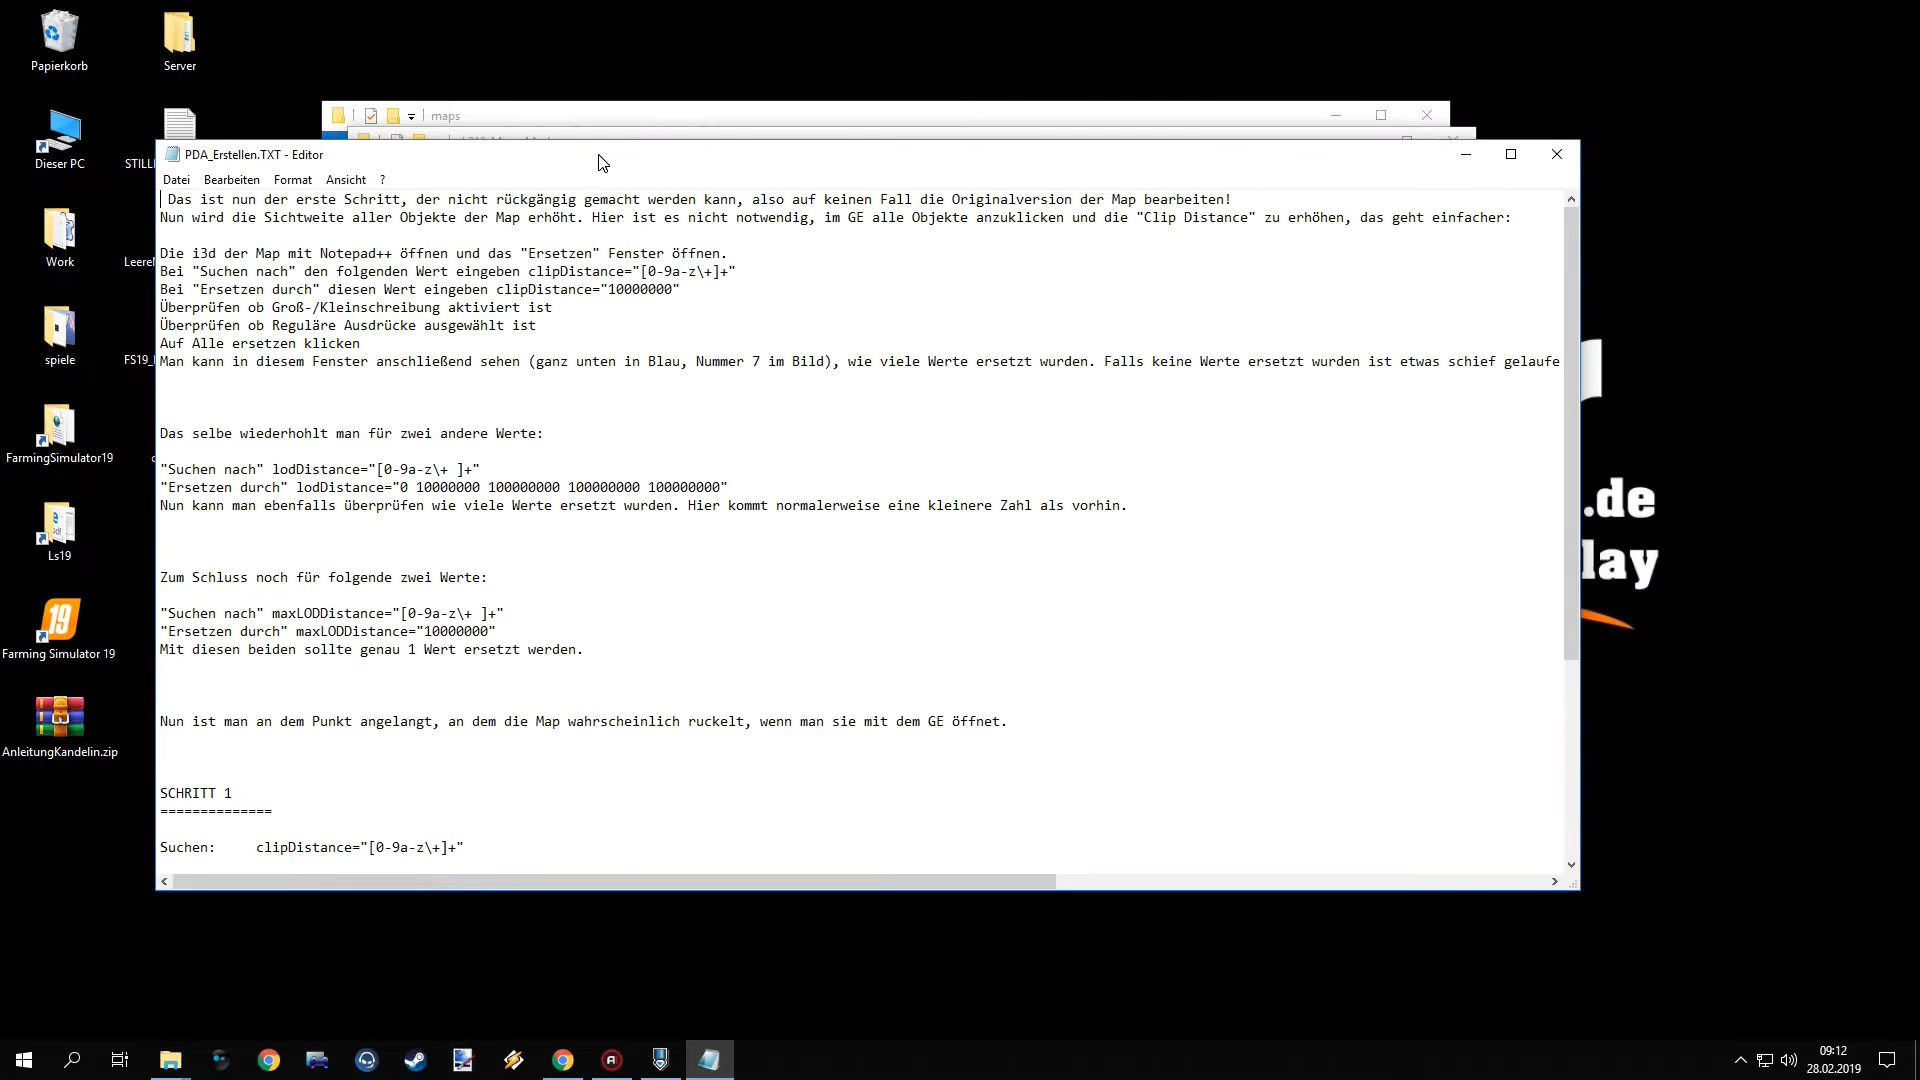 Papierkorb
Server
maps
Dieser PC
STILL
PDA_Erstellen.TXT - Editor
Datei Bearbeiten Format Ansicht ?
Das ist nun der erste Schritt, der nicht rückgängig gemacht werden kann, also auf keinen Fall die Originalversion der Map bearbeiten!
Nun wird die Sichtweite aller Objekte der Map erhöht. Hier ist es nicht notwendig, im GE alle Objekte anzuklicken und die "Clip Distance" zu erhöhen, das geht einfacher:
Work
Leere
Die i3d der Map mit Notepad++ öffnen und das "Ersetzen" Fenster öffnen.
Bei "Suchen nach" den folgenden Wert eingeben clipDistance="[0-9a-z\+]+"
Bei "Ersetzen durch" diesen Wert eingeben clipDistance="10000000"
Überprüfen ob Groß-/Kleinschreibung aktiviert ist
Überprüfen ob Reguläre Ausdrücke ausgewählt ist
Auf Alle ersetzen klicken
Man kann in diesem Fenster anschließend sehen (ganz unten in Blau, Nummer 7 im Bild), wie viele Werte ersetzt wurden. Falls keine Werte ersetzt wurden ist etwas schief gelaufe
spiele
FS19_
Das selbe wiederhohlt man für zwei andere Werte:
FarmingSimulator19
"Suchen nach" lodDistance="[0-9a-z\+ ]+"
"Ersetzen durch" lodDistance="0 10000000 100000000 100000000 100000000"
Nun kann man ebenfalls überprüfen wie viele Werte ersetzt wurden. Hier kommt normalerweise eine kleinere Zahl als vorhin.
.de
lay
Ls19
Zum Schluss noch für folgende zwei Werte:
"Suchen nach" maxLODDistance="[0-9a-z\+ ]+"
"Ersetzen durch" maxLODDistance="10000000"
Mit diesen beiden sollte genau 1 Wert ersetzt werden.
19
Farming Simulator 19
Nun ist man an dem Punkt angelangt, an dem die Map wahrscheinlich ruckelt, wenn man sie mit dem GE öffnet.
AnleitungKandelin.zip
SCHRITT 1
==============
Suchen: clipDistance="[0-9a-z\+]+"
09:12
28.02.2019